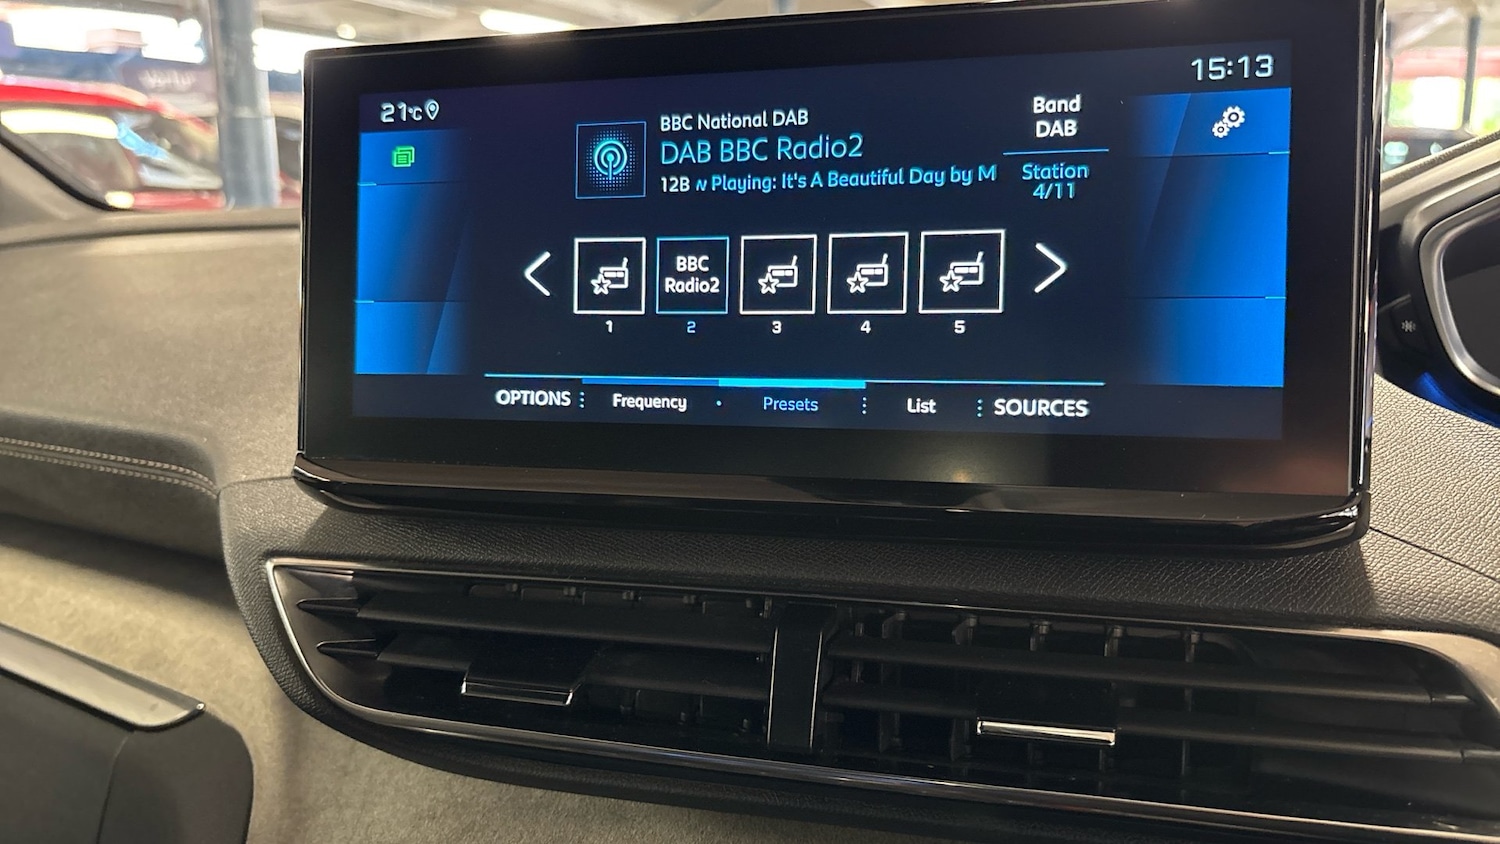 21°C
15:13
BBC National DAB
DAB BBC Radio2
12B w Playing: It's A Beautiful Day by M
Band
DAB
Station
4/11
BBC
Radio2
1
2
3
4
5
OPTIONS
Frequency
Presets
List
SOURCES